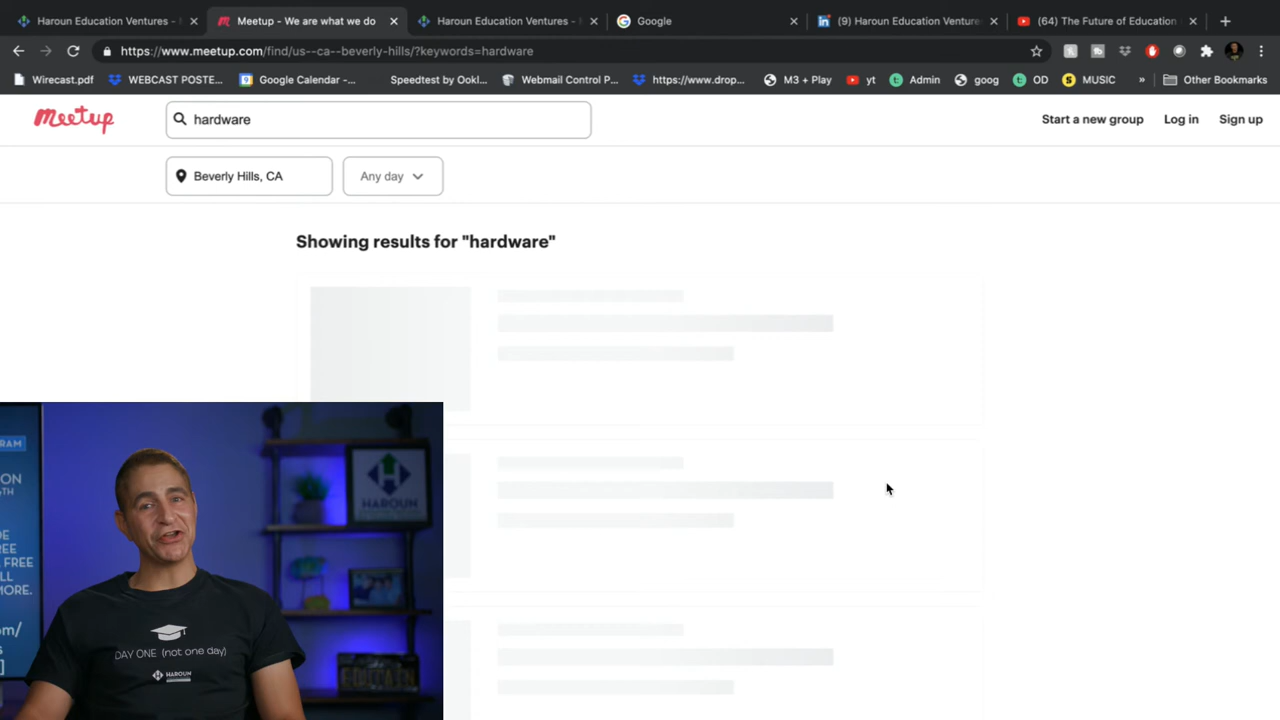 Haroun Education Ventures -
Meetup - We are what we do
Haroun Education Ventures -
Google
(9) Haroun Education Venture
(64) The Future of Education
https://www.meetup.com/find/us--ca--beverly-hills/?keywords=hardware
Wirecast.pdf
WEBCAST POSTE...
Google Calendar -...
Speedtest by Ookl...
Webmail Control P...
https://www.drop...
M3 + Play
yt
Admin
goog
OD
MUSIC
»
Other Bookmarks
meetup
hardware
Start a new group
Log in
Sign up
Beverly Hills, CA
Any day
Showing results for "hardware"
RAM
ION
TH
DE
REE
FREE
LL
MORE.
om/
s
]
HAROUN
DAY ONE (not one day)
HAROUN